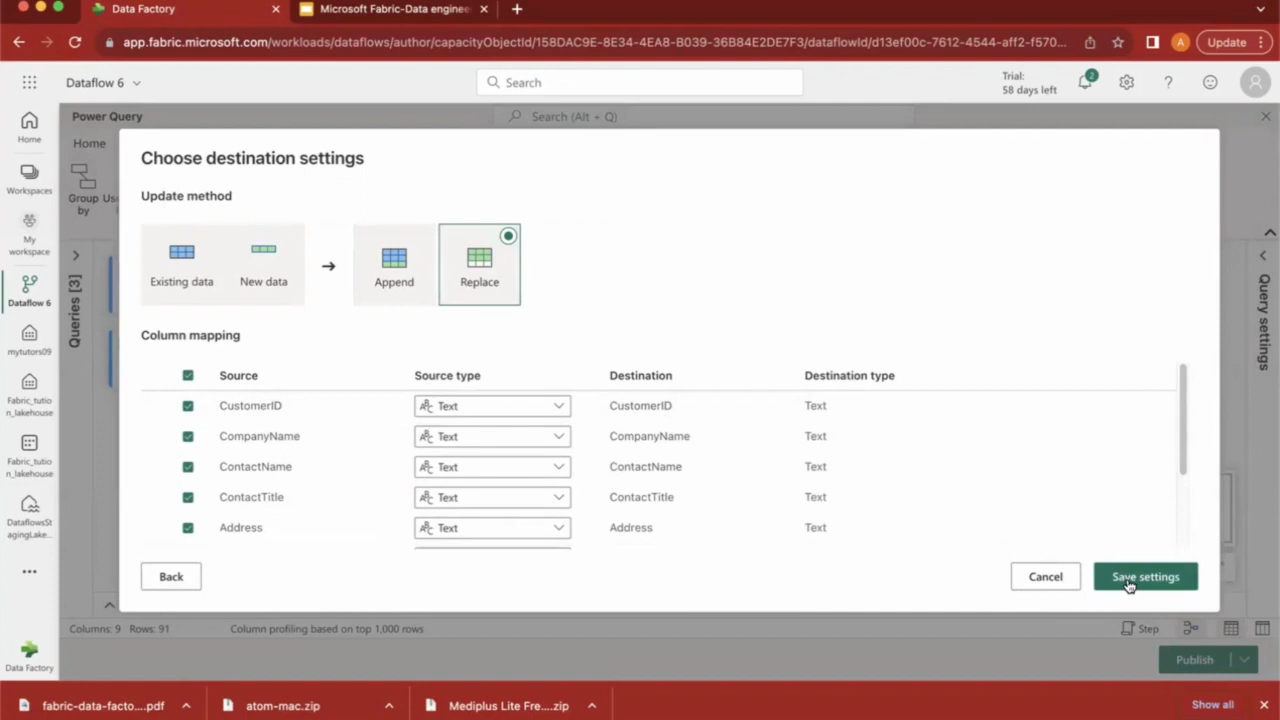 Data Factory
Microsoft Fabric-Data enginee
app.fabric.microsoft.com/workloads/dataflows/author/capacityObjectId/158DAC9E-8E34-4EA8-B039-36B84E2DE7F3/dataflowId/d13ef00c-7612-4544-aff2-f570...
A
Update
Dataflow 6
Search
Trial:
58 days left
2
Power Query
Search (Alt + Q)
Home
Home
Group
by
Workspaces
My
workspace
Dataflow 6
mytutors09
Fabric_tutio
n_lakehouse
Fabric_tutio
n_lakehouse
DataflowsSt
agingLake...
Data Factory
Queries [3]
Query settings
Choose destination settings
Update method
Existing data
New data
Append
Replace
Column mapping
Source
Source type
Destination
Destination type
CustomerID
Text
CustomerID
Text
CompanyName
Text
CompanyName
Text
ContactName
Text
ContactName
Text
ContactTitle
Text
ContactTitle
Text
Address
Text
Address
Text
Back
Cancel
Save settings
Columns: 9 Rows: 91
Column profiling based on top 1,000 rows
Step
Publish
fabric-data-facto....pdf
atom-mac.zip
Mediplus Lite Fre....zip
Show all